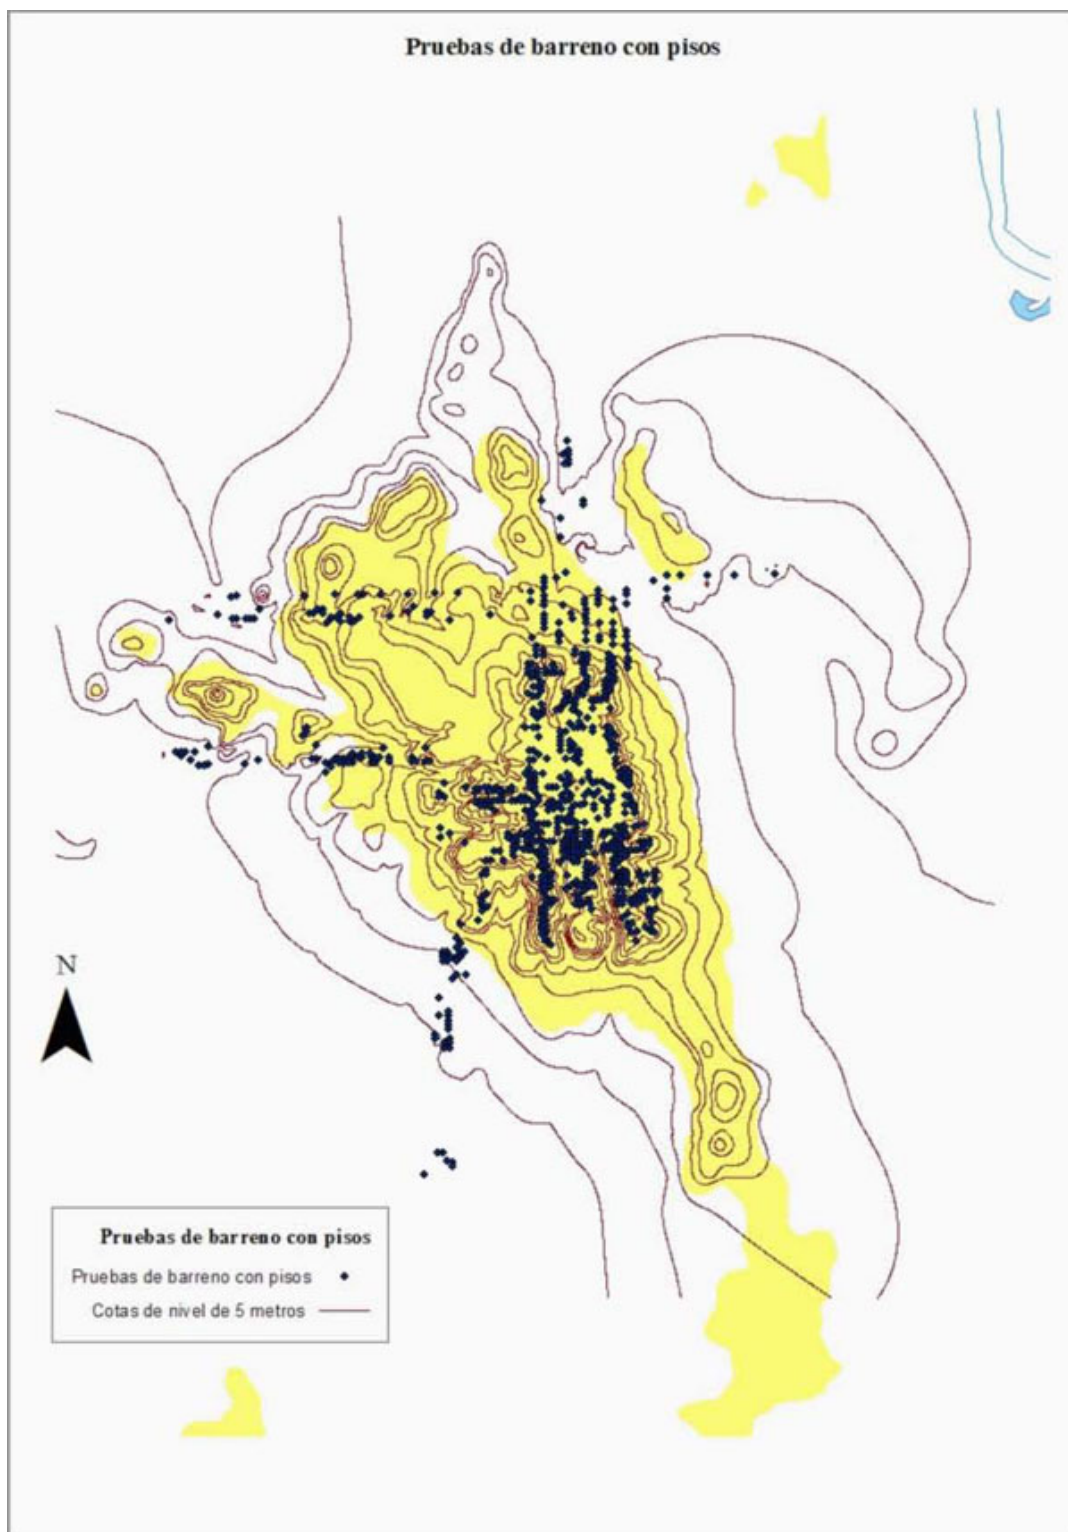 Pruebas de barreno con pisos
N
Pruebas de barreno con pisos
Pruebas de barreno con pisos
Cotas de nivel de 5 metros